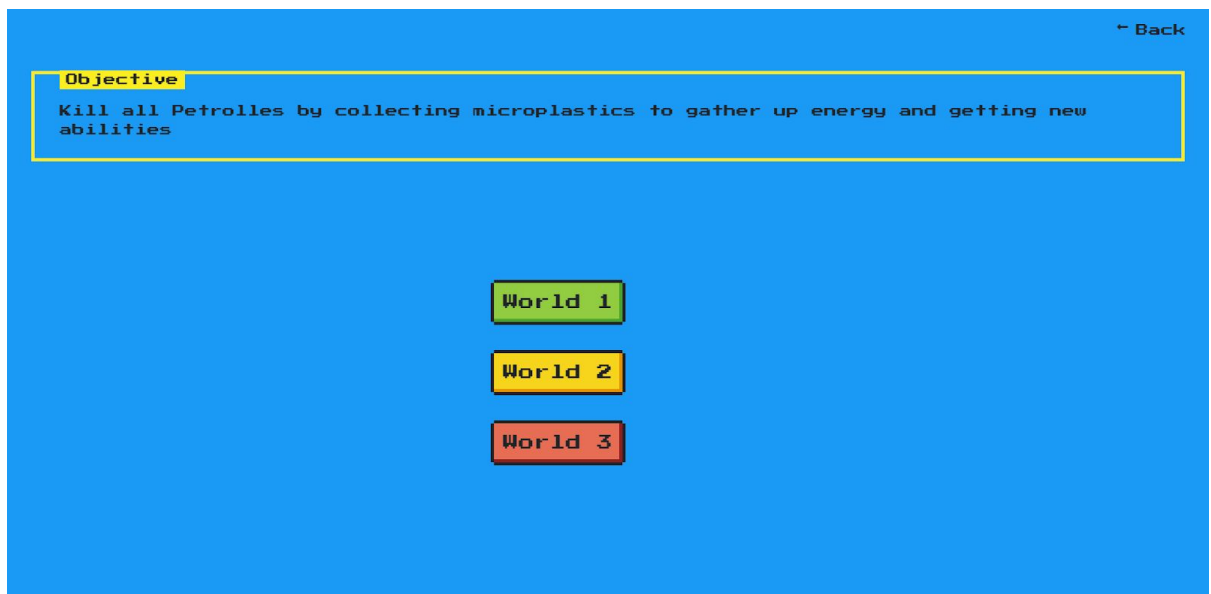 ← Back
Objective
Kill all Petrolles by collecting microplastics to gather up energy and getting new
abilities
World 1
World 2
World 3